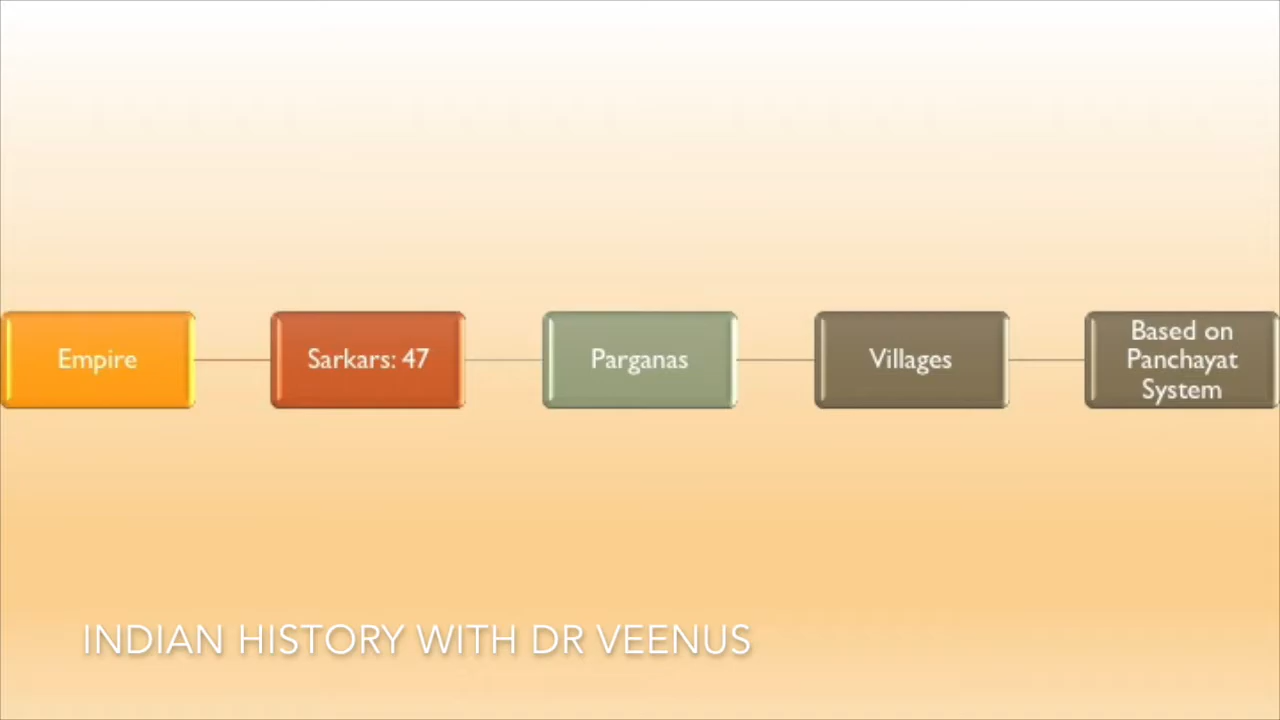 Empire
Sarkars: 47
Parganas
Villages
Based on
Panchayat
System
INDIAN HISTORY WITH DR VEENUS